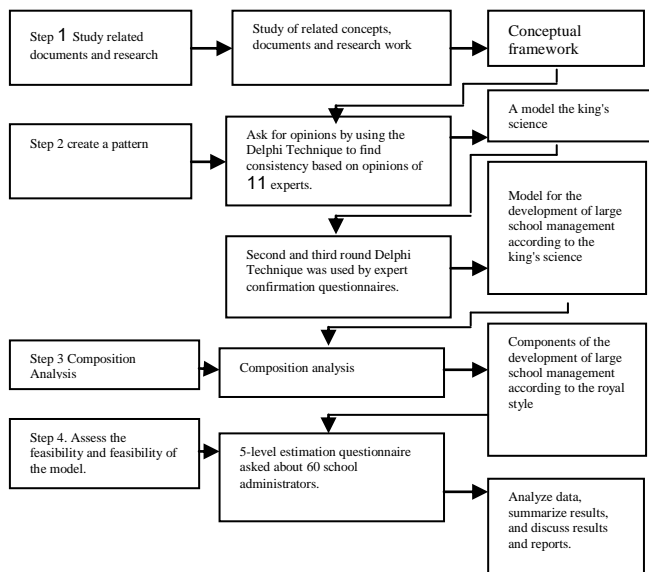 Step 1 Study related
documents and research
Study of related concepts,
documents and research work
Conceptual
framework
Step 2 create a pattern
Ask for opinions by using the
Delphi Technique to find
consistency based on opinions of
11 experts.
A model the king's
science
Second and third round Delphi
Technique was used by expert
confirmation questionnaires.
Model for the
development of large
school management
according to the
king's science
Step 3 Composition
Analysis
Composition analysis
Components of the
development of large
school management
according to the royal
style
Step 4. Assess the
feasibility and feasibility of
the model.
5-level estimation questionnaire
asked about 60 school
administrators.
Analyze data,
summarize results,
and discuss results
and reports.